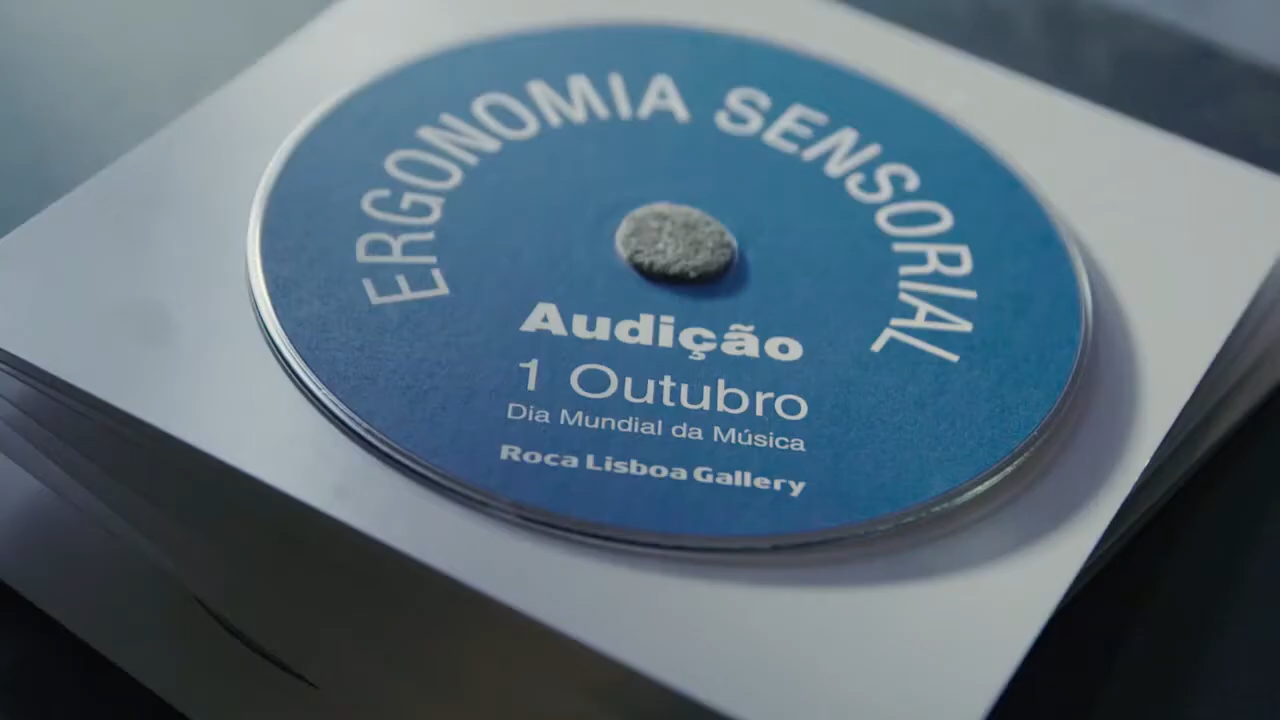 ERGONOMIA SENSORIAL
Audição
1 Outubro
Dia Mundial da Música
Roca Lisboa Gallery